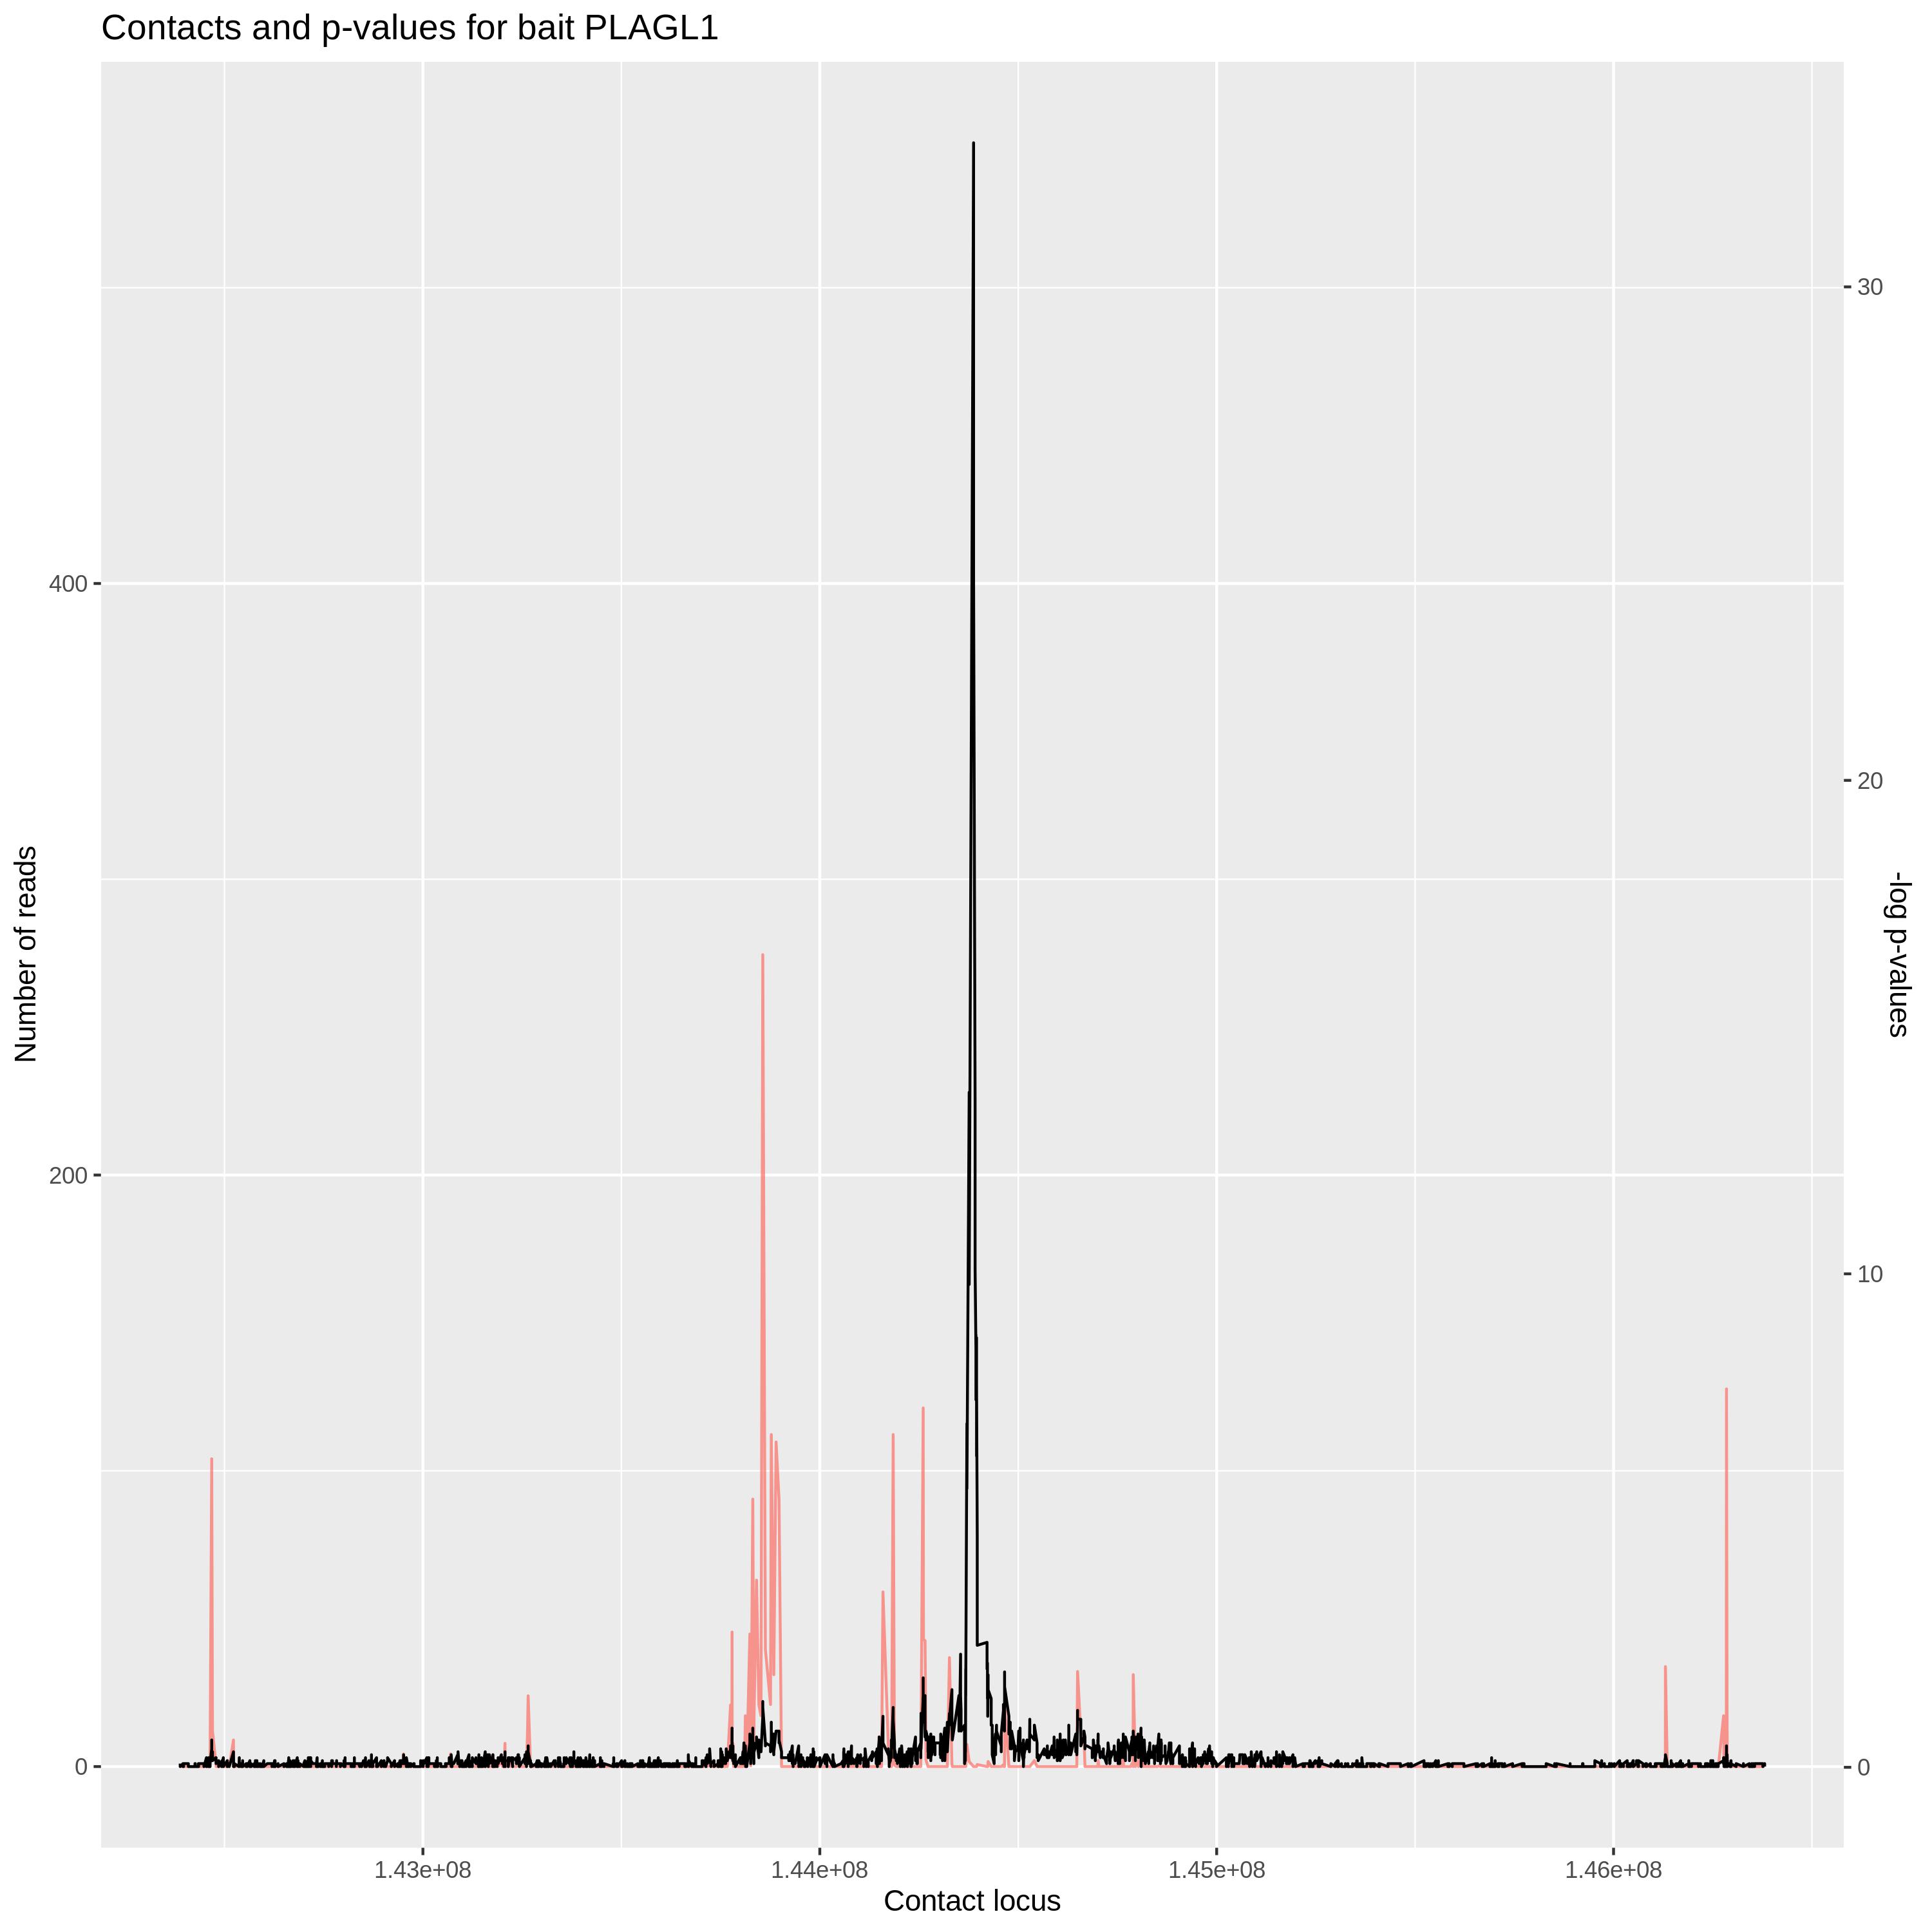 Contacts and p-values for bait PLAGL1
Number of reads
400
200
0
30
20
10
0
-log p-values
1.43e+08
1.44e+08
1.45e+08
1.46e+08
Contact locus